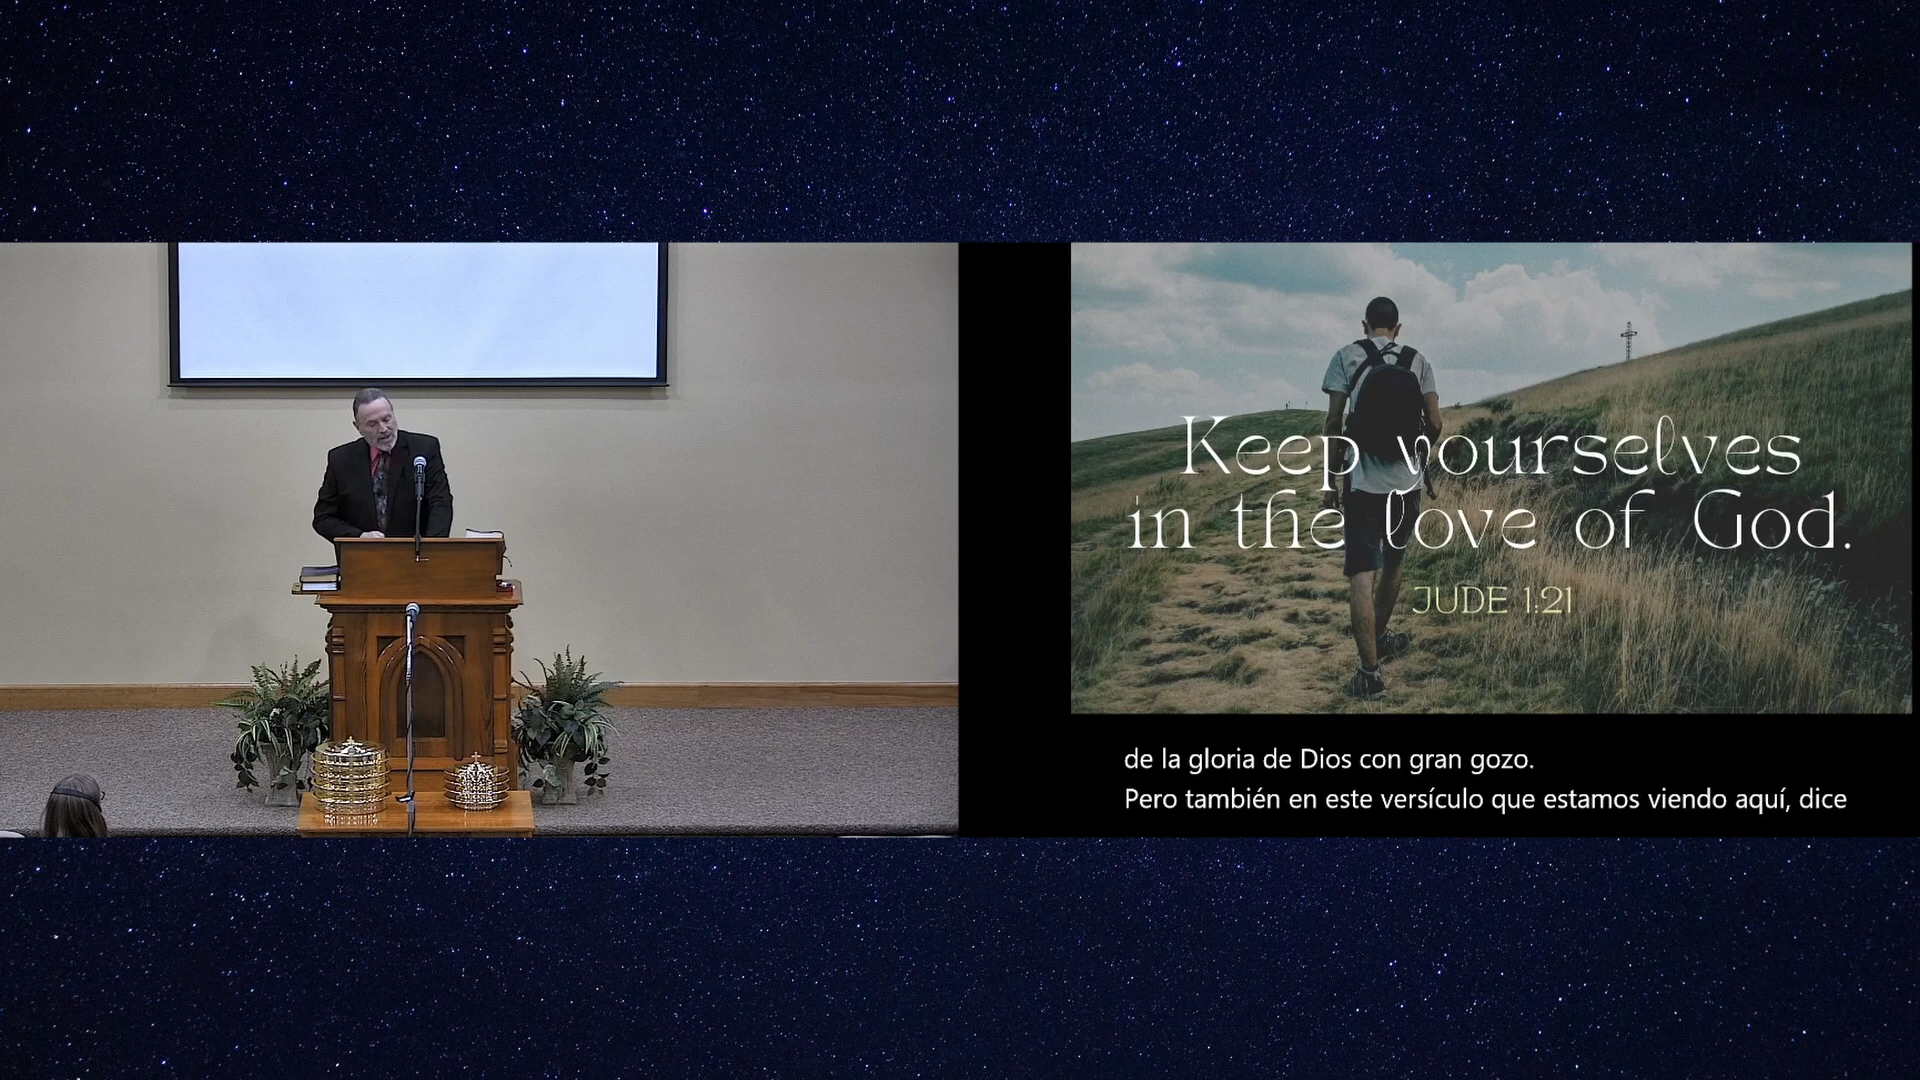 Keep yourselves
in the love of God.
JUDE 1:21
de la gloria de Dios con gran gozo.
Pero también en este versículo que estamos viendo aquí, dice